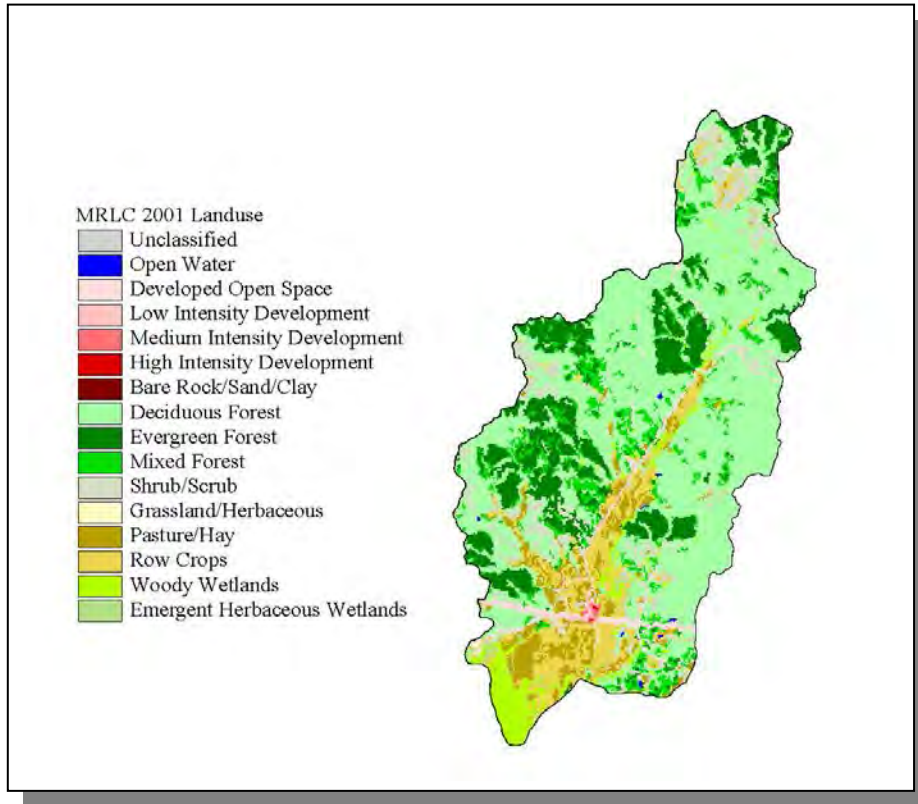 MRLC 2001 Landuse
Unclassified
Open Water
Developed Open Space
Low Intensity Development
Medium Intensity Development
High Intensity Development
Bare Rock/Sand/Clay
Deciduous Forest
Evergreen Forest
Mixed Forest
Shrub/Scrub
Grassland/Herbaceous
Pasture/Hay
Row Crops
Woody Wetlands
Emergent Herbaceous Wetlands